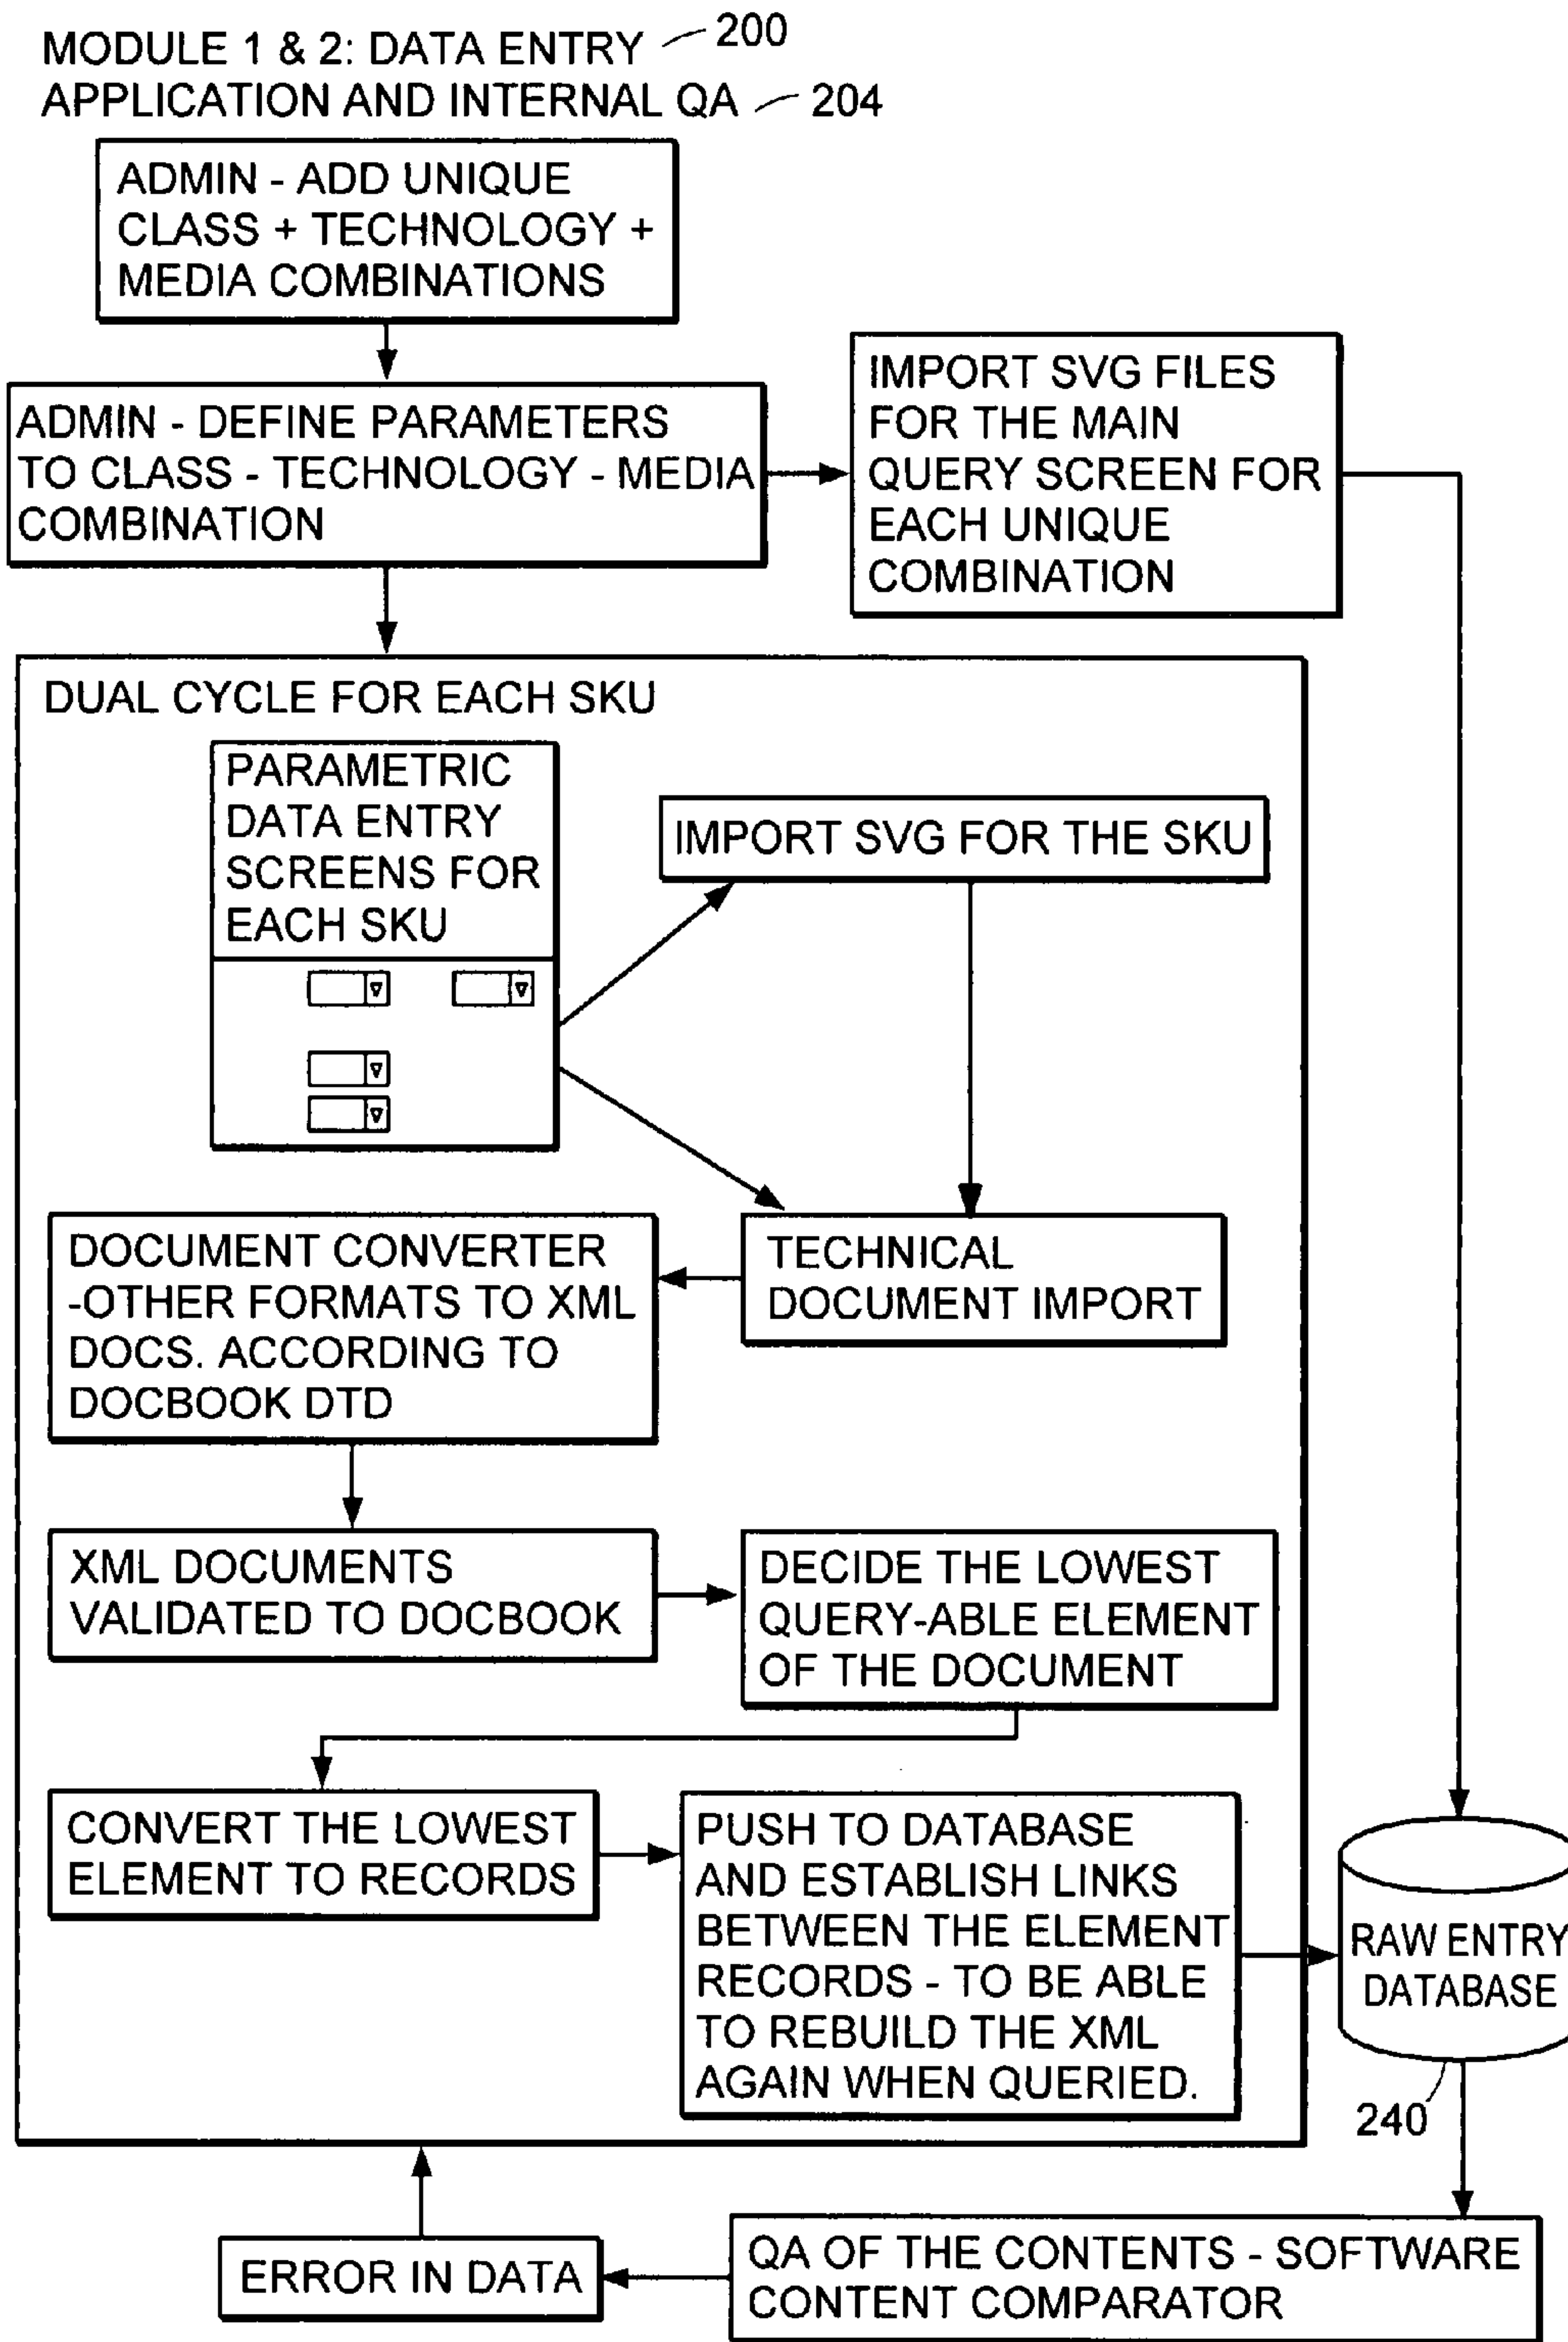 MODULE 1 & 2: DATA ENTRY 200
APPLICATION AND INTERNAL QA 204
ADMIN - ADD UNIQUE
CLASS + TECHNOLOGY +
MEDIA COMBINATIONS
ADMIN - DEFINE PARAMETERS
TO CLASS - TECHNOLOGY - MEDIA
COMBINATION
IMPORT SVG FILES
FOR THE MAIN
QUERY SCREEN FOR
EACH UNIQUE
COMBINATION
DUAL CYCLE FOR EACH SKU
PARAMETRIC
DATA ENTRY
SCREENS FOR
EACH SKU
IMPORT SVG FOR THE SKU
TECHNICAL
DOCUMENT IMPORT
DOCUMENT CONVERTER
-OTHER FORMATS TO XML
DOCS. ACCORDING TO
DOCBOOK DTD
XML DOCUMENTS
VALIDATED TO DOCBOOK
DECIDE THE LOWEST
QUERY-ABLE ELEMENT
OF THE DOCUMENT
CONVERT THE LOWEST
ELEMENT TO RECORDS
PUSH TO DATABASE
AND ESTABLISH LINKS
BETWEEN THE ELEMENT
RECORDS - TO BE ABLE
TO REBUILD THE XML
AGAIN WHEN QUERIED.
RAW ENTRY
DATABASE
240
QA OF THE CONTENTS - SOFTWARE
CONTENT COMPARATOR
ERROR IN DATA